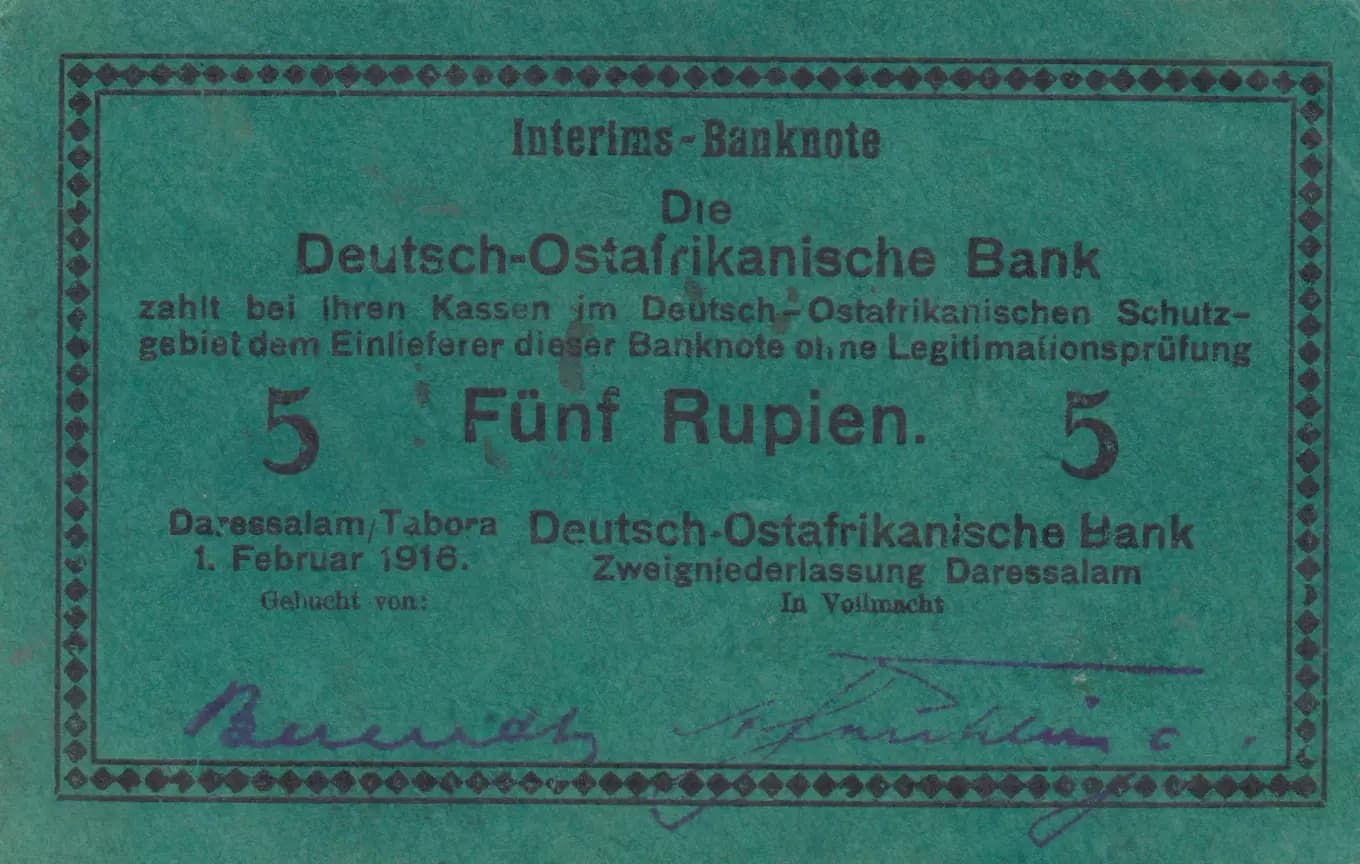 Interims-Banknote
Die
Deutsch-Ostafrikanische Bank
zahlt bei Ihren Kassen im Deutsch-Ostafrikanischen Schutz-
gebiet dem Einlieferer dieser Banknote ohne Legitimationsprüfung
5 Fünf Rupien. 5
Daressalam/Tabora
1. Februar 1916.
Gebucht von:
Deutsch-Ostafrikanische Bank
Zweigniederlassung Daressalam
In Vollmacht